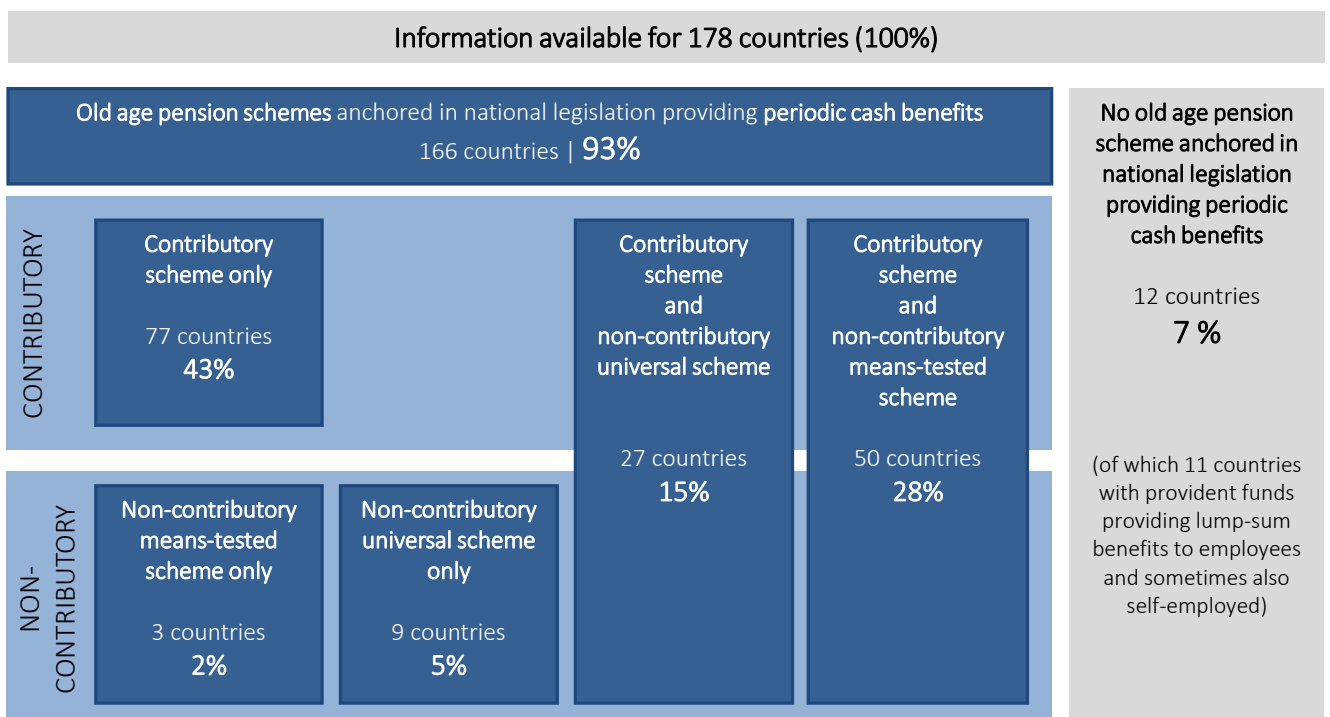 Information available for 178 countries (100%)
Old age pension schemes anchored in national legislation providing periodic cash benefits
166 countries | 93%
No old age pension
scheme anchored in
national legislation
providing periodic
cash benefits
12 countries
7 %
(of which 11 countries
with provident funds
providing lump-sum
benefits to employees
and sometimes also
self-employed)
CONTRIBUTORY
Contributory
scheme only
77 countries
43%
Contributory
scheme
and
non-contributory
universal scheme
27 countries
15%
Contributory
scheme
and
non-contributory
means-tested
scheme
50 countries
28%
NON-
CONTRIBUTORY
Non-contributory
means-tested
scheme only
3 countries
2%
Non-contributory
universal scheme
only
9 countries
5%